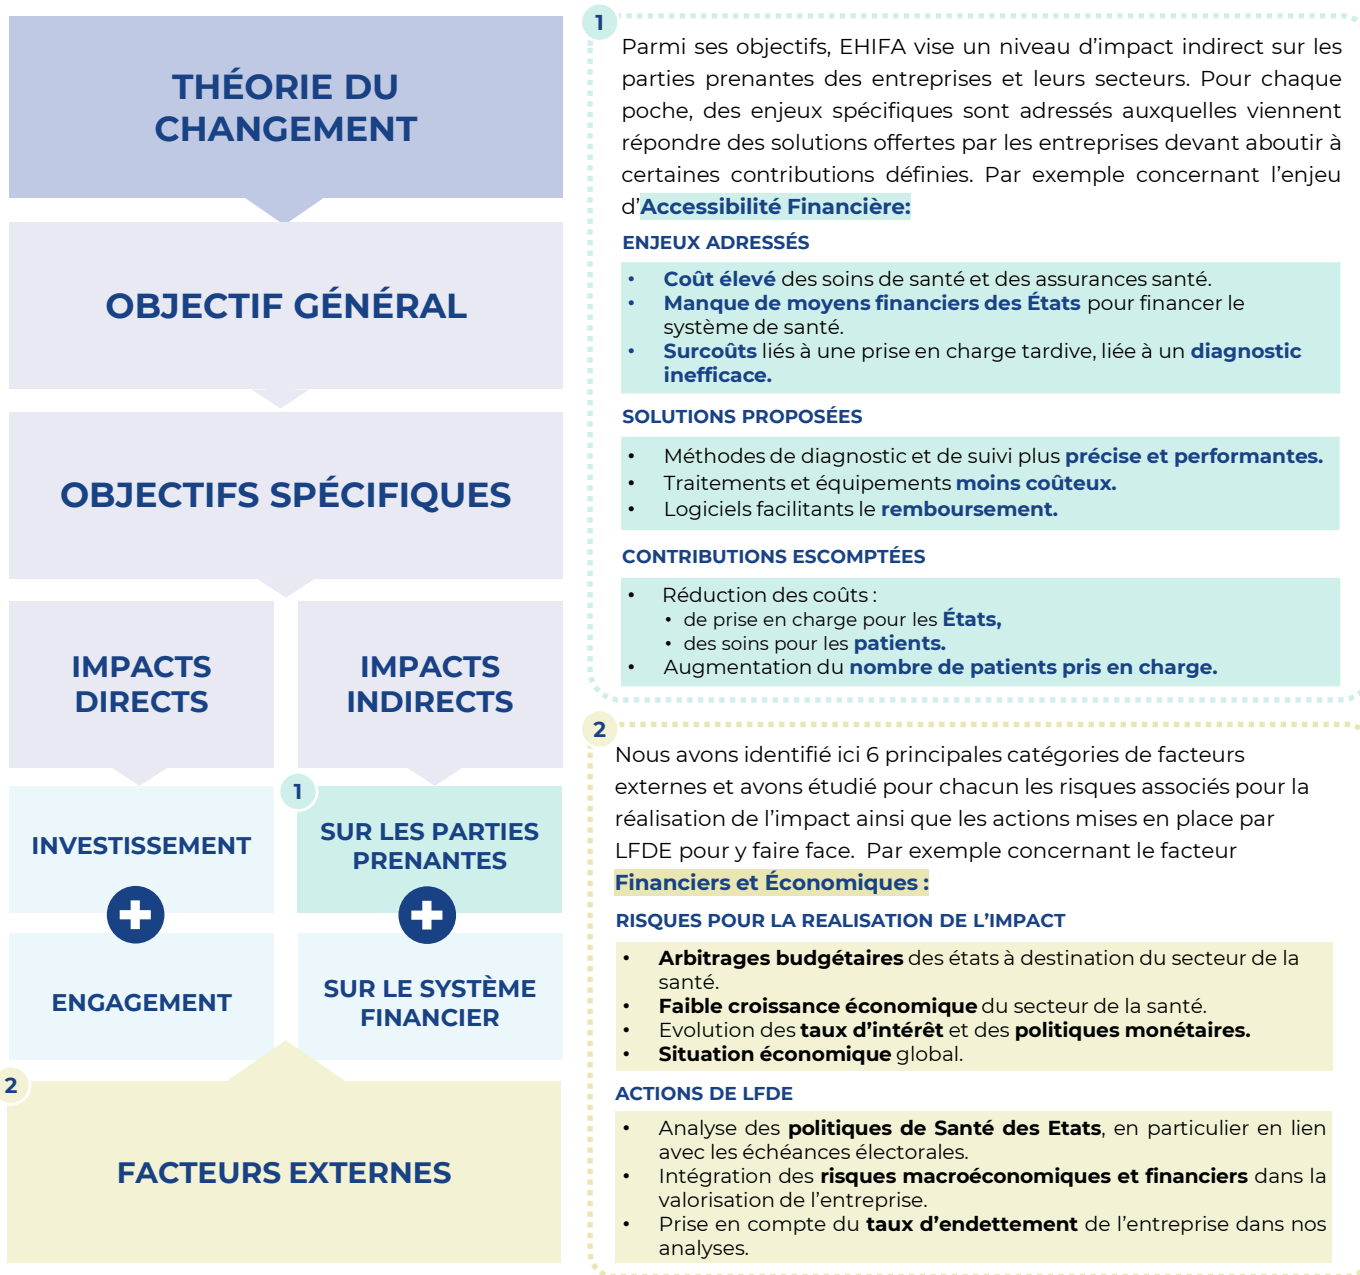 THÉORIE DU
CHANGEMENT
OBJECTIF GÉNÉRAL
OBJECTIFS SPÉCIFIQUES
IMPACTS
DIRECTS
IMPACTS
INDIRECTS
1
INVESTISSEMENT
SUR LES PARTIES
PRENANTES
ENGAGEMENT
SUR LE SYSTÈME
FINANCIER
2
FACTEURS EXTERNES
1
Parmi ses objectifs, EHIFA vise un niveau d’impact indirect sur les
parties prenantes des entreprises et leurs secteurs. Pour chaque
poche, des enjeux spécifiques sont adressés auxquelles viennent
répondre des solutions offertes par les entreprises devant aboutir à
certaines contributions définies. Par exemple concernant l’enjeu
d’Accessibilité Financière:
ENJEUX ADRESSÉS
• Coût élevé des soins de santé et des assurances santé.
• Manque de moyens financiers des États pour financer le
système de santé.
• Surcoûts liés à une prise en charge tardive, liée à un diagnostic
inefficace.
SOLUTIONS PROPOSÉES
• Méthodes de diagnostic et de suivi plus précise et performantes.
• Traitements et équipements moins coûteux.
• Logiciels facilitants le remboursement.
CONTRIBUTIONS ESCOMPTÉES
• Réduction des coûts :
• de prise en charge pour les États,
• des soins pour les patients.
• Augmentation du nombre de patients pris en charge.
2
Nous avons identifié ici 6 principales catégories de facteurs
externes et avons étudié pour chacun les risques associés pour la
réalisation de l’impact ainsi que les actions mises en place par
LFDE pour y faire face. Par exemple concernant le facteur
Financiers et Économiques :
RISQUES POUR LA REALISATION DE L’IMPACT
• Arbitrages budgétaires des états à destination du secteur de la
santé.
• Faible croissance économique du secteur de la santé.
• Evolution des taux d’intérêt et des politiques monétaires.
• Situation économique global.
ACTIONS DE LFDE
• Analyse des politiques de Santé des Etats, en particulier en lien
avec les échéances électorales.
• Intégration des risques macroéconomiques et financiers dans la
valorisation de l’entreprise.
• Prise en compte du taux d’endettement de l’entreprise dans nos
analyses.